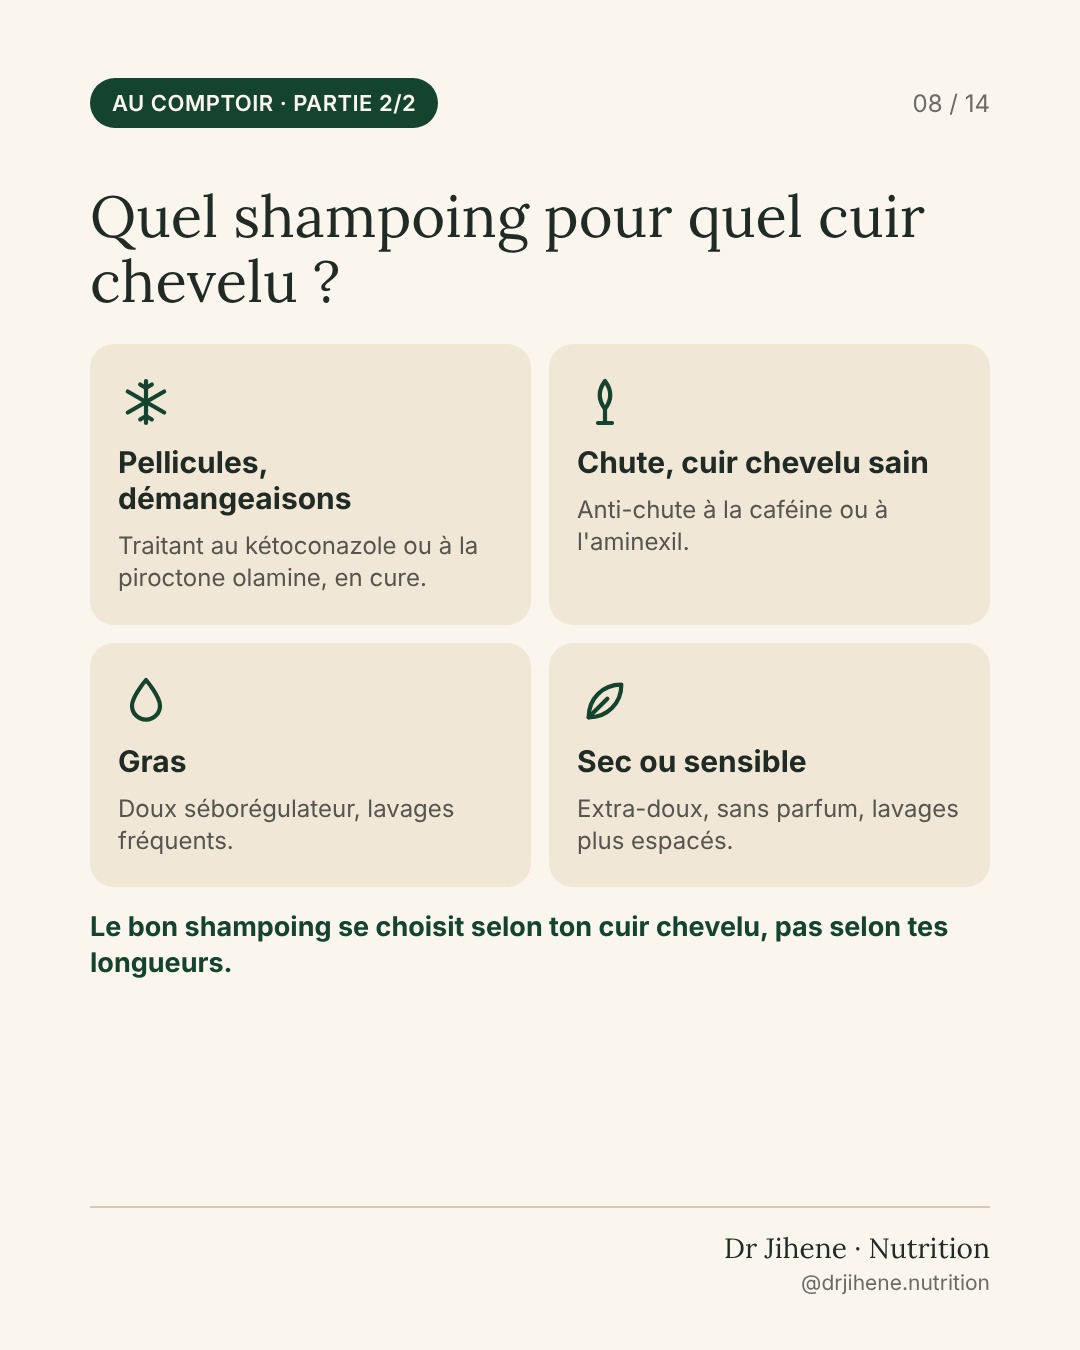 AU COMPTOIR · PARTIE 2/2
08 / 14
Quel shampoing pour quel cuir
chevelu ?
Pellicules,
démangeaisons
Traitant au kétoconazole ou à la
piroctone olamine, en cure.
Chute, cuir chevelu sain
Anti-chute à la caféine ou à
l'aminexil.
Gras
Doux séborégulateur, lavages
fréquents.
Sec ou sensible
Extra-doux, sans parfum, lavages
plus espacés.
Le bon shampoing se choisit selon ton cuir chevelu, pas selon tes
longueurs.
Dr Jihene · Nutrition
@drjihene.nutrition